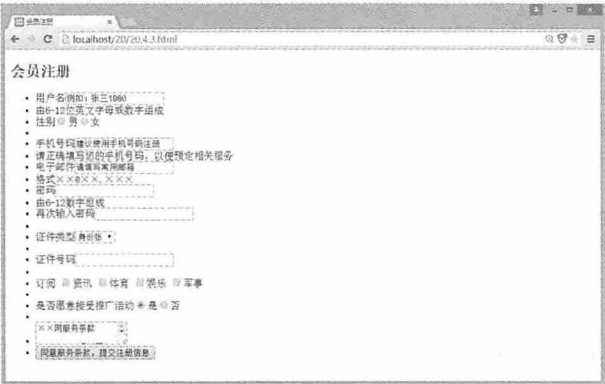 会员注册
localhost/20/20.4.3.html
会员注册
用户名例如：张三1980
由6-12位英文字母或数字组成
性别 男 女
手机号码建议使用手机号码注册
请正确填写您的手机号码，以便预定相关服务
电子邮件请填写常用邮箱
格式××@××.×××
密码
由6-12数字组成
再次输入密码
证件类型身份证
证件号码
订阅 资讯 体育 娱乐 军事
是否愿意接受推广活动 是 否
××网服务条款
同意服务条款，提交注册信息